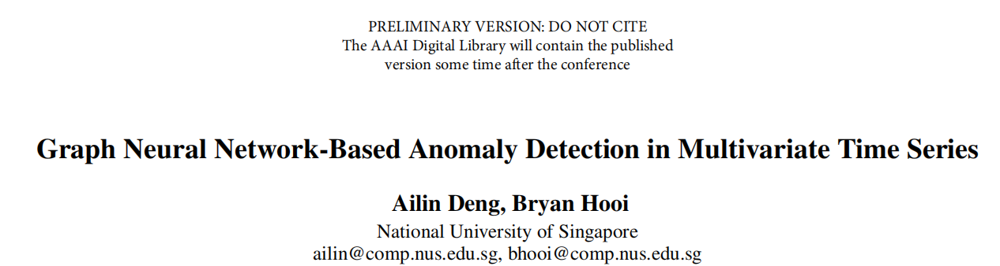 PRELIMINARY VERSION: DO NOT CITE
The AAAI Digital Library will contain the published
version some time after the conference
Graph Neural Network-Based Anomaly Detection in Multivariate Time Series
Ailin Deng, Bryan Hooi
National University of Singapore
ailin@comp.nus.edu.sg, bhooi@comp.nus.edu.sg